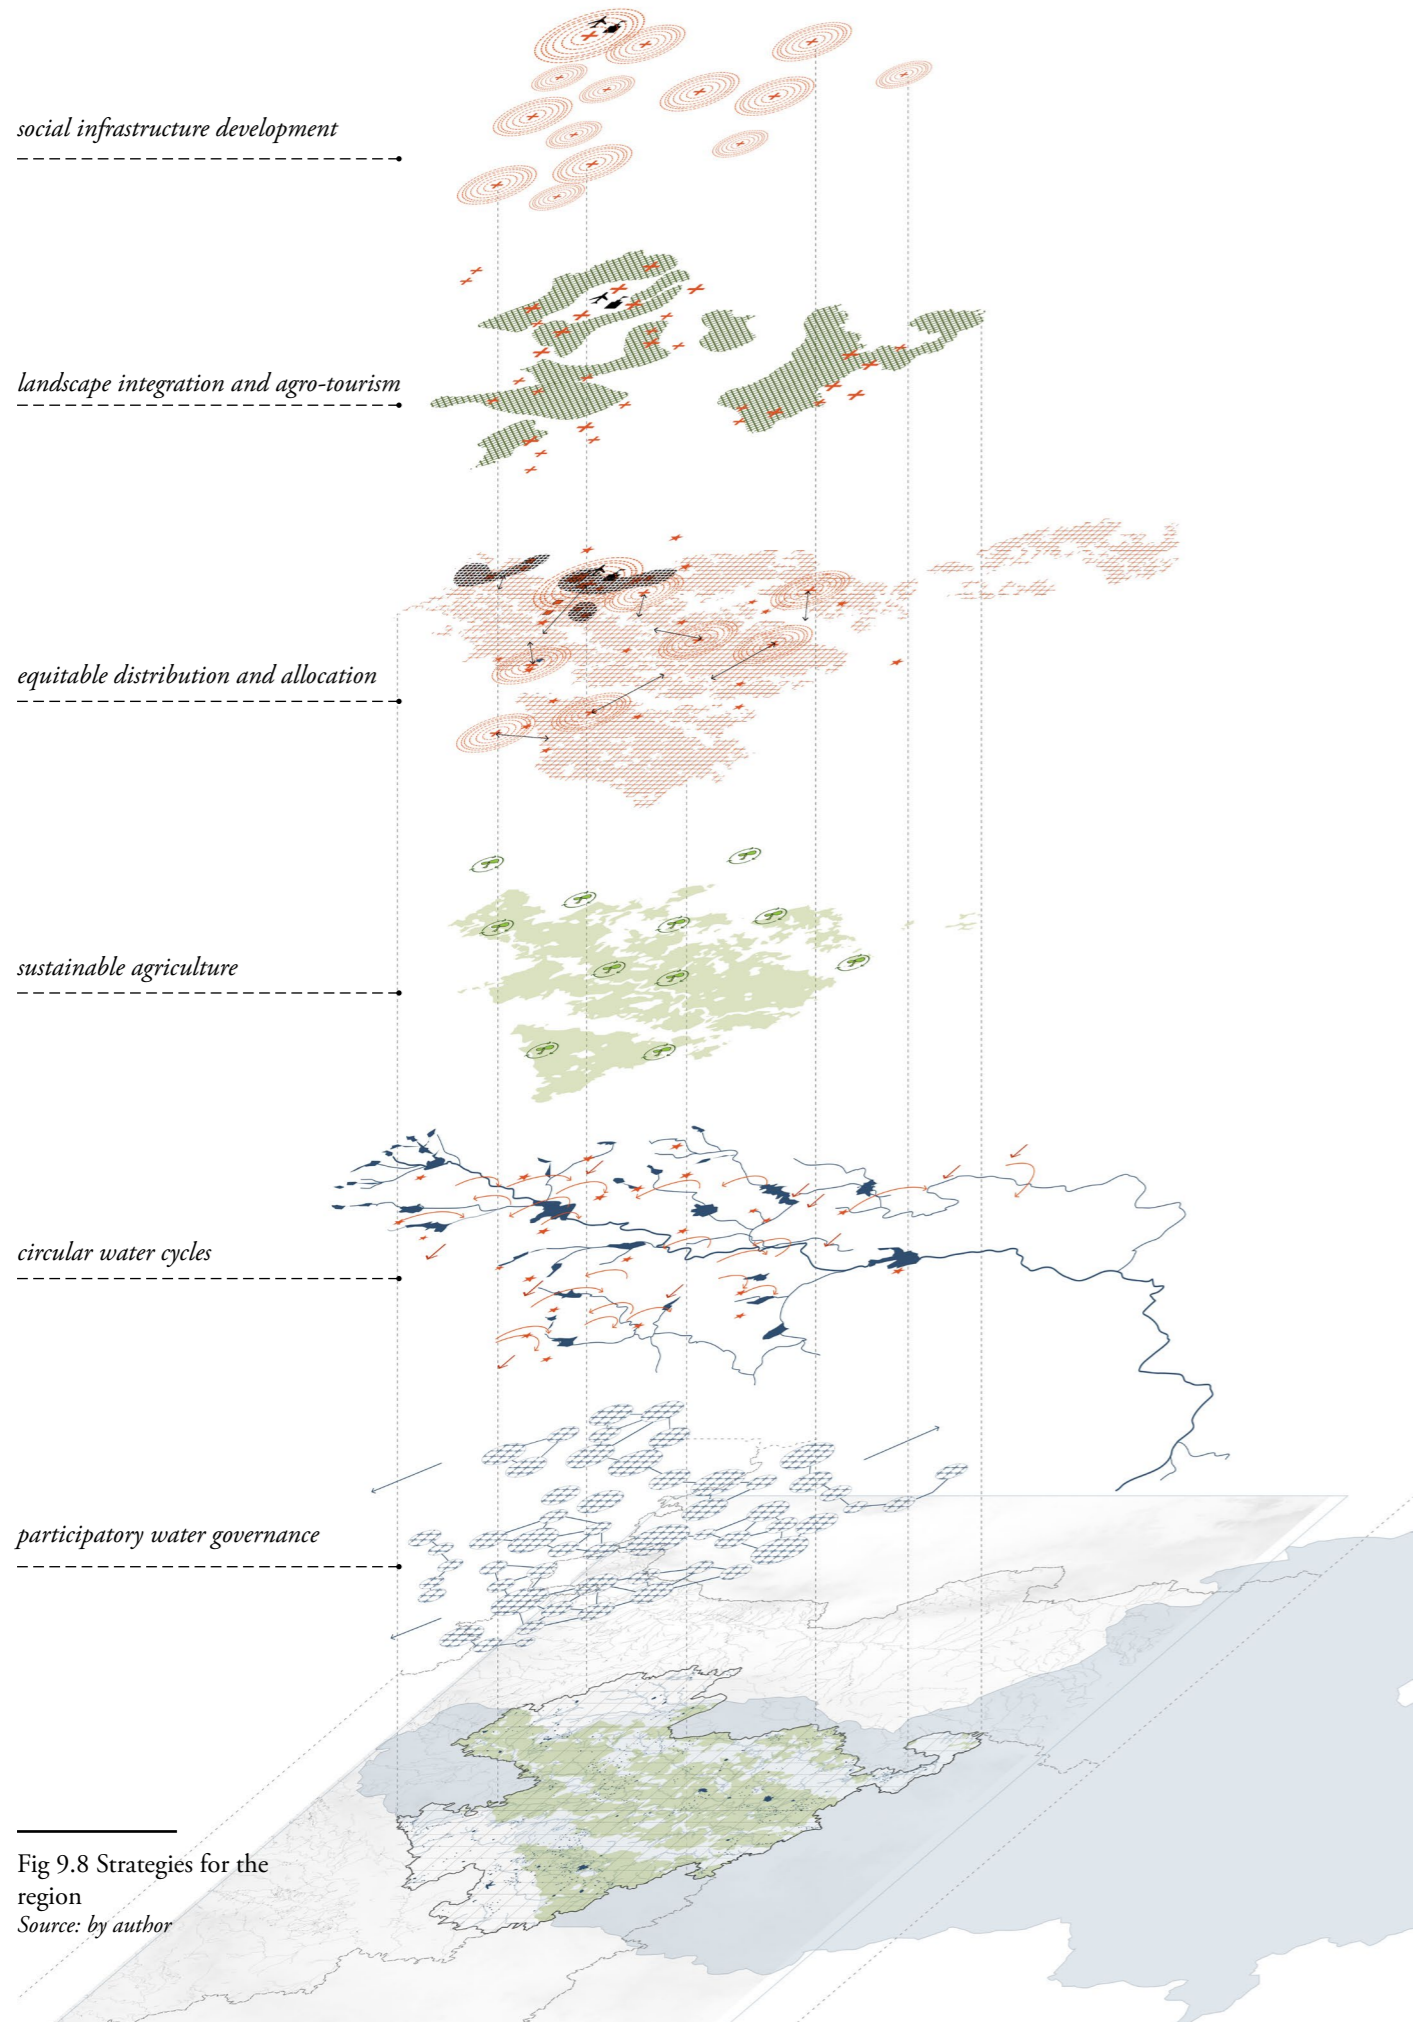 social infrastructure development
landscape integration and agro-tourism
equitable distribution and allocation
sustainable agriculture
circular water cycles
participatory water governance
Fig 9.8 Strategies for the
region
Source: by author